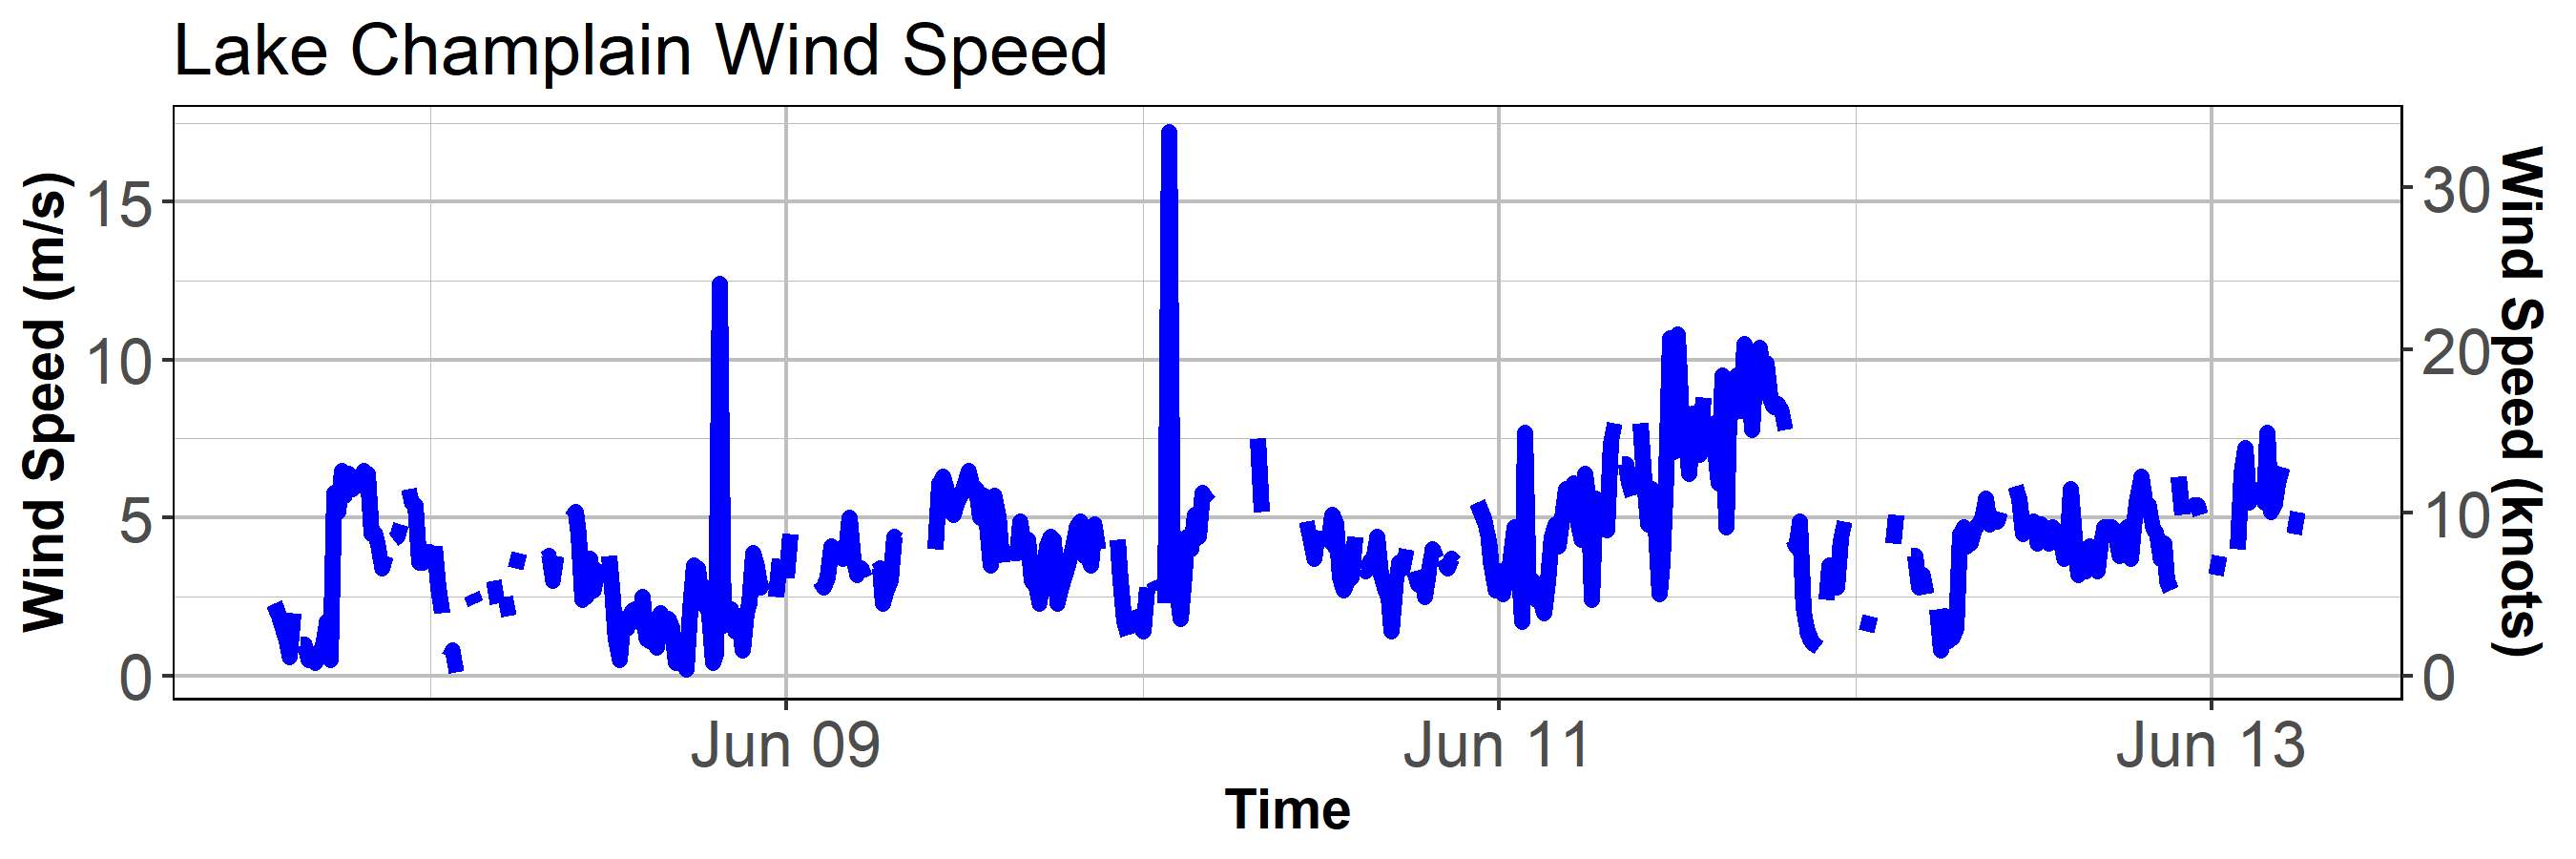 Lake Champlain Wind Speed
Wind Speed (m/s)
15
10
5
0
30
20
10
0
Wind Speed (knots)
Jun 09
Jun 11
Jun 13
Time